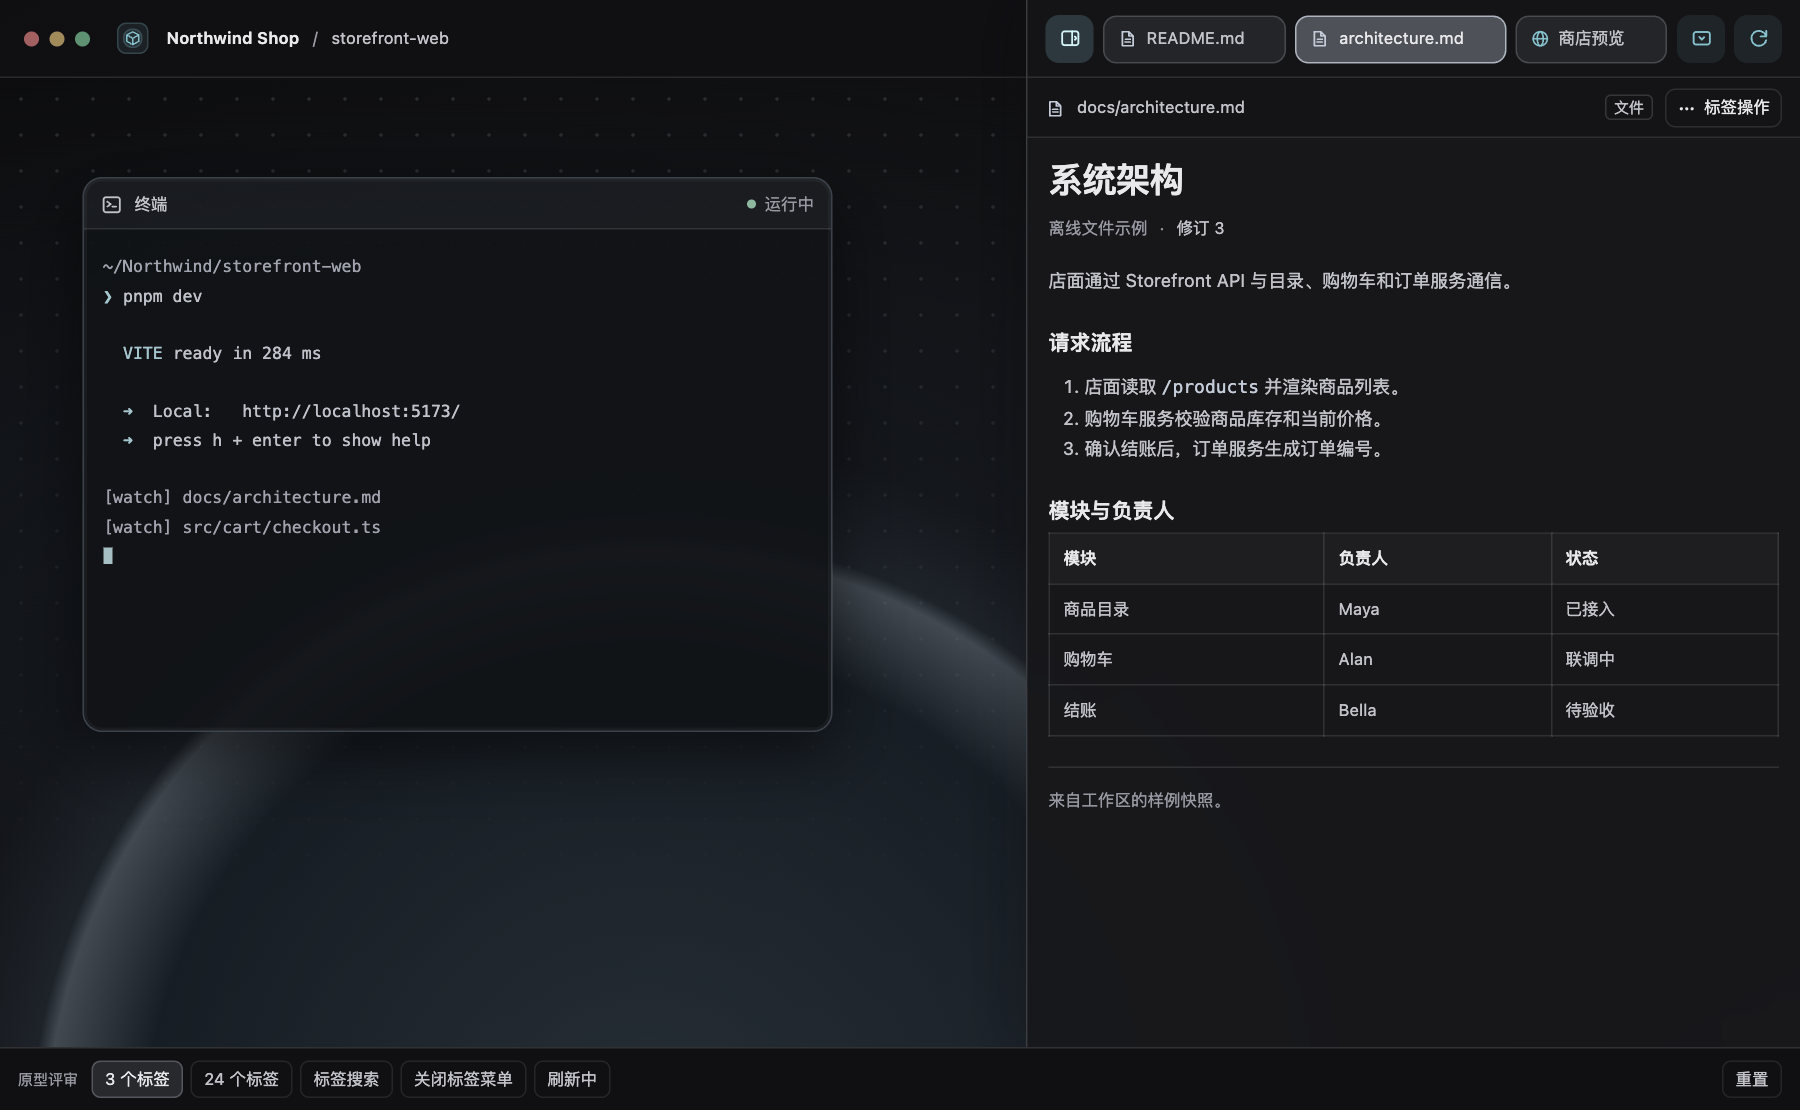 Northwind Shop / storefront-web
README.md
architecture.md
商店预览
docs/architecture.md
文件
··· 标签操作
终端
运行中
~/Northwind/storefront-web
❯ pnpm dev
VITE ready in 284 ms
➜ Local: http://localhost:5173/
➜ press h + enter to show help
[watch] docs/architecture.md
[watch] src/cart/checkout.ts
系统架构
离线文件示例 · 修订 3
店面通过 Storefront API 与目录、购物车和订单服务通信。
请求流程
1. 店面读取 /products 并渲染商品列表。
2. 购物车服务校验商品库存和当前价格。
3. 确认结账后，订单服务生成订单编号。
模块与负责人
模块 负责人 状态
商品目录 Maya 已接入
购物车 Alan 联调中
结账 Bella 待验收
来自工作区的样例快照。
原型评审
3 个标签
24 个标签
标签搜索
关闭标签菜单
刷新中
重置